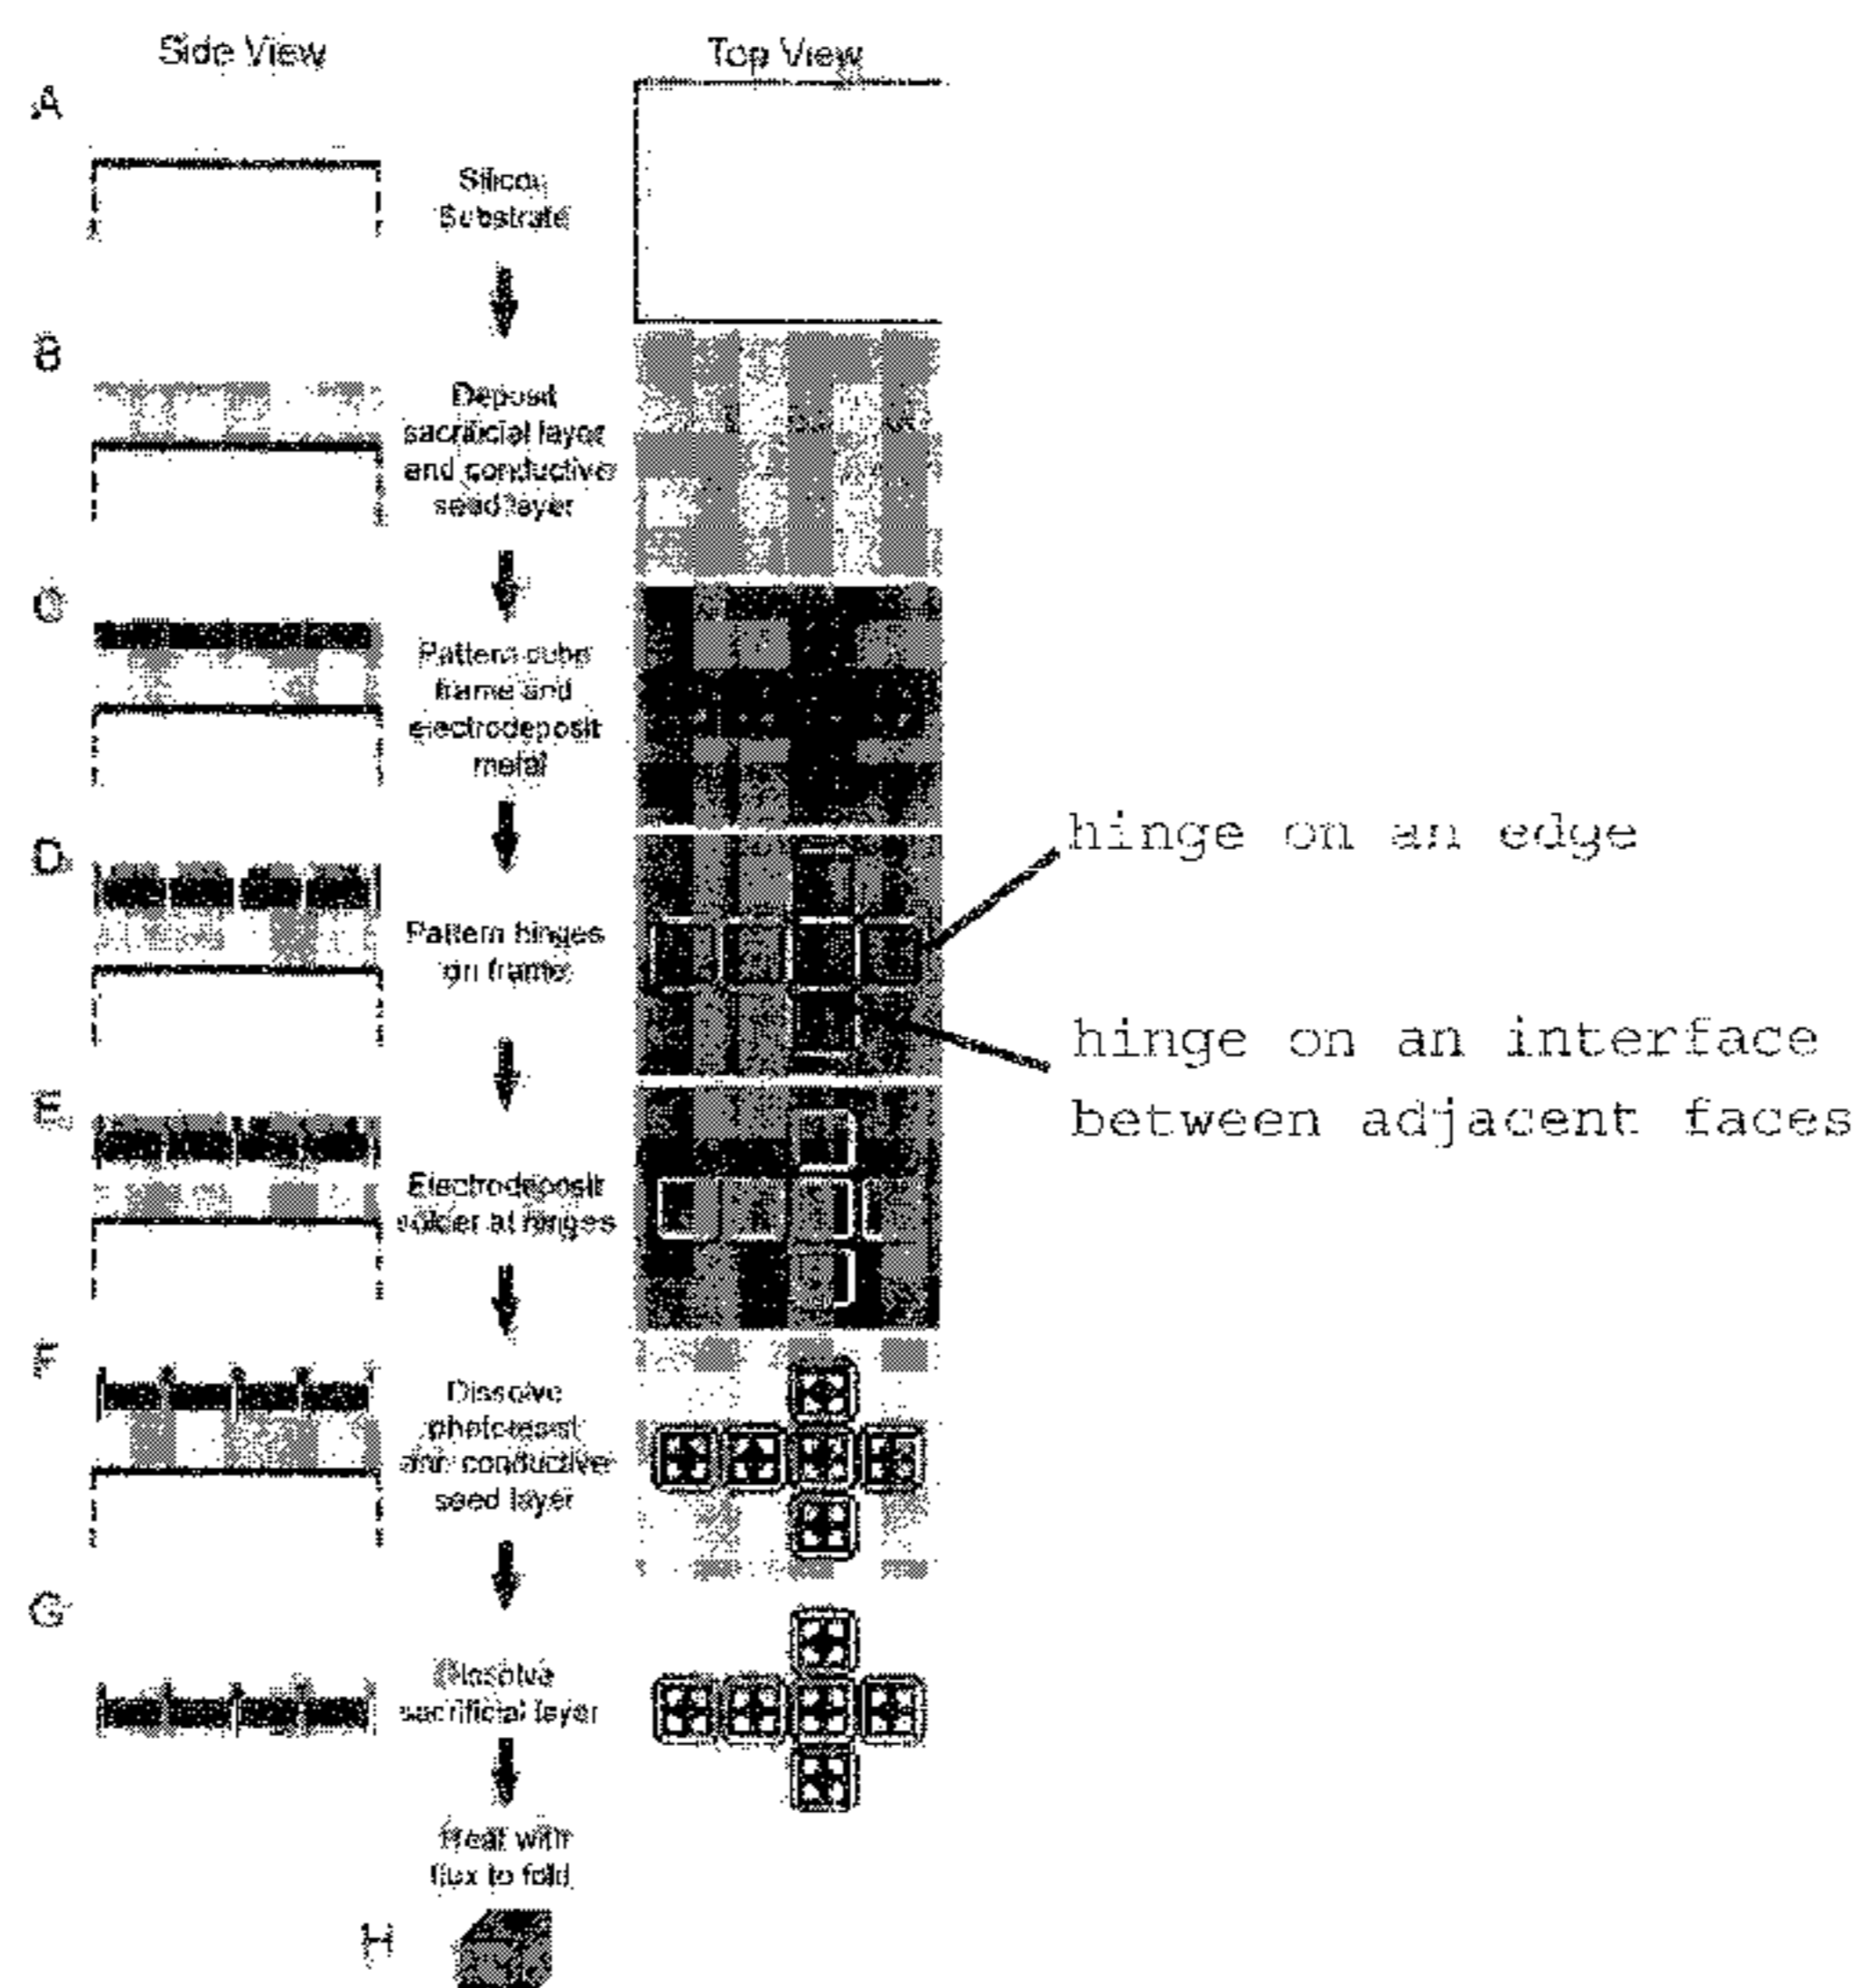 Side View
Top View
A
Silicon
Substrate
B
Deposit
sacrificial layer
and conductive
seed layer
C
Pattern cube
frame and
electrodeposit
metal
hinge on an edge
D
Pattern hinges
on frame
hinge on an interface
between adjacent faces
E
Electrodeposit
solder at hinges
F
Dissolve
photoresist
and conductive
seed layer
G
Dissolve
sacrificial layer
Heat with
flux to fold
H